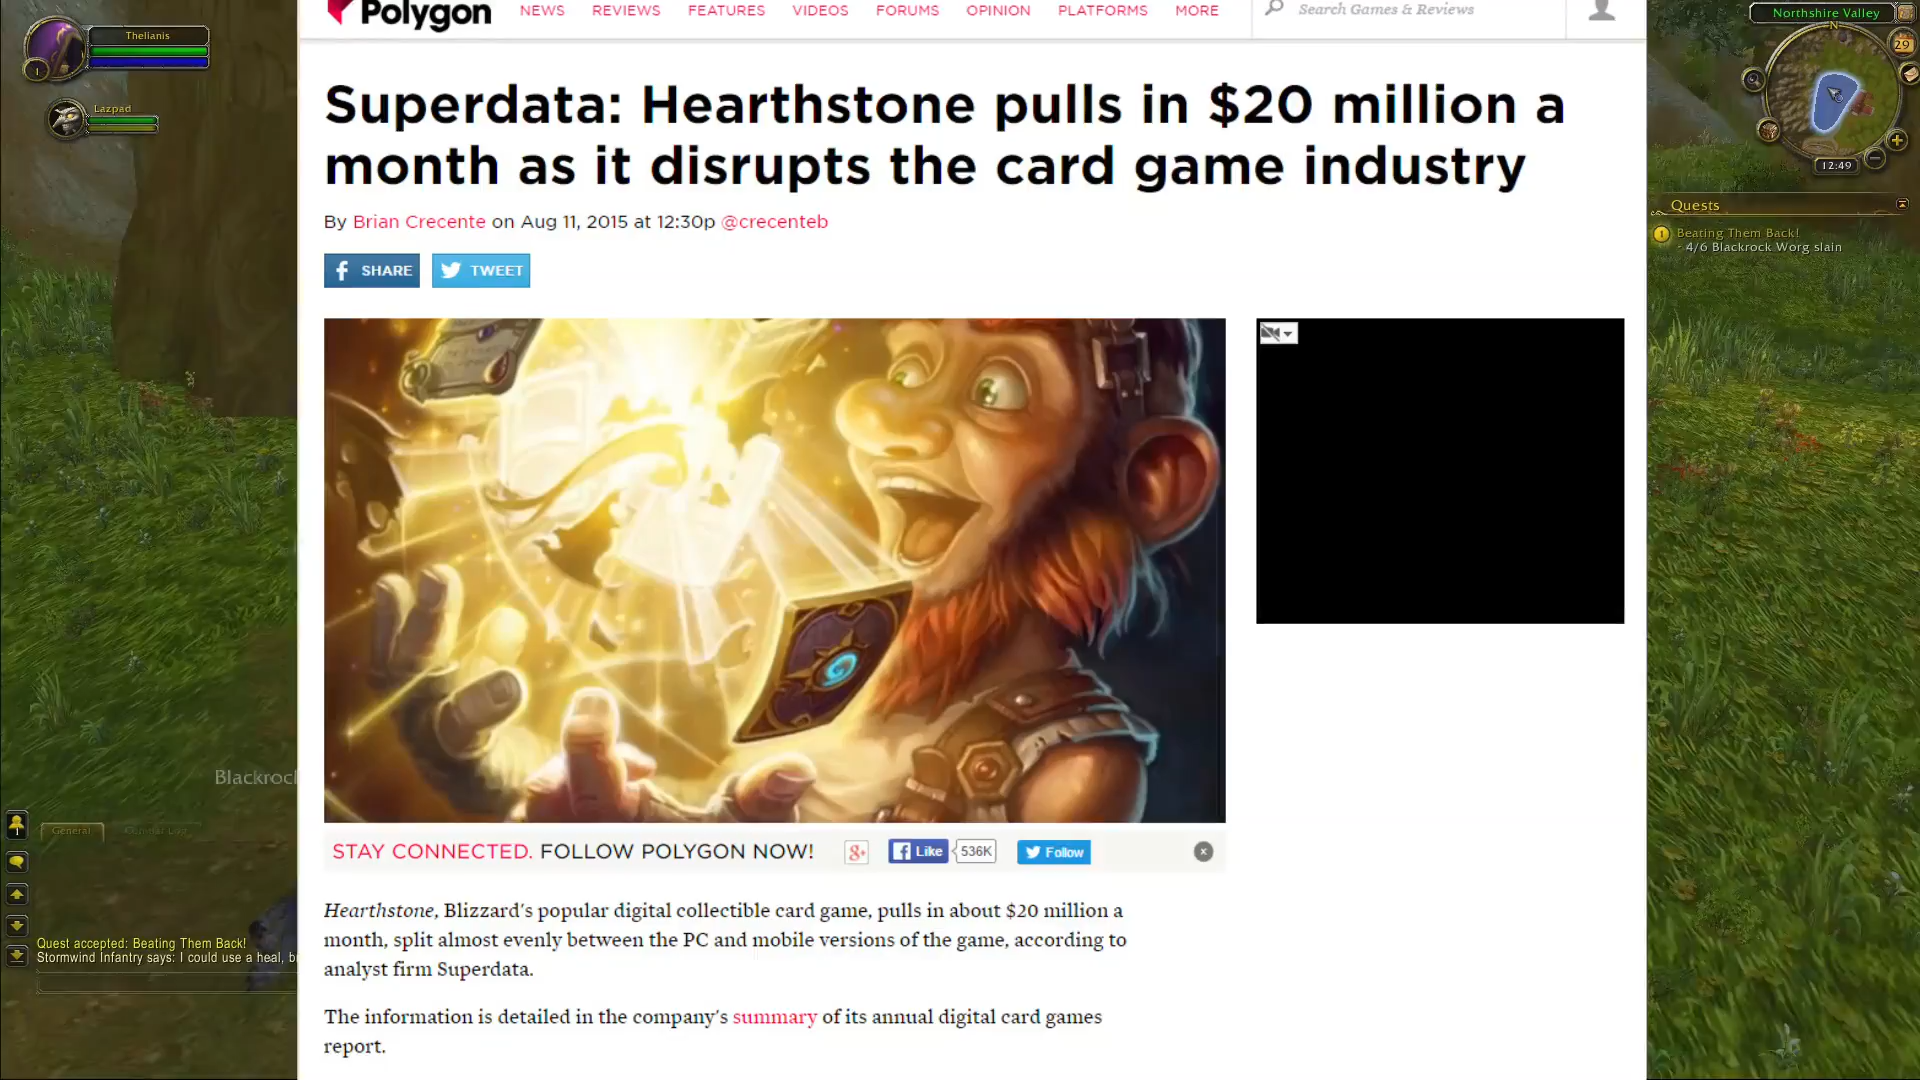 Thelianis
1
Lazpad
Polygon
NEWS REVIEWS FEATURES VIDEOS FORUMS OPINION PLATFORMS MORE
Search Games & Reviews
Superdata: Hearthstone pulls in $20 million a
month as it disrupts the card game industry
By Brian Crecente on Aug 11, 2015 at 12:30p @crecenteb
SHARE
TWEET
STAY CONNECTED. FOLLOW POLYGON NOW!
8+
Like
536K
Follow
Hearthstone, Blizzard's popular digital collectible card game, pulls in about $20 million a
month, split almost evenly between the PC and mobile versions of the game, according to
analyst firm Superdata.
The information is detailed in the company's summary of its annual digital card games
report.
Northshire Valley
N
29
12:49
Quests
1
Beating Them Back!
- 4/6 Blackrock Worg slain
Blackroc
General
Combat Log
Quest accepted: Beating Them Back!
Stormwind Infantry says: I could use a heal, b